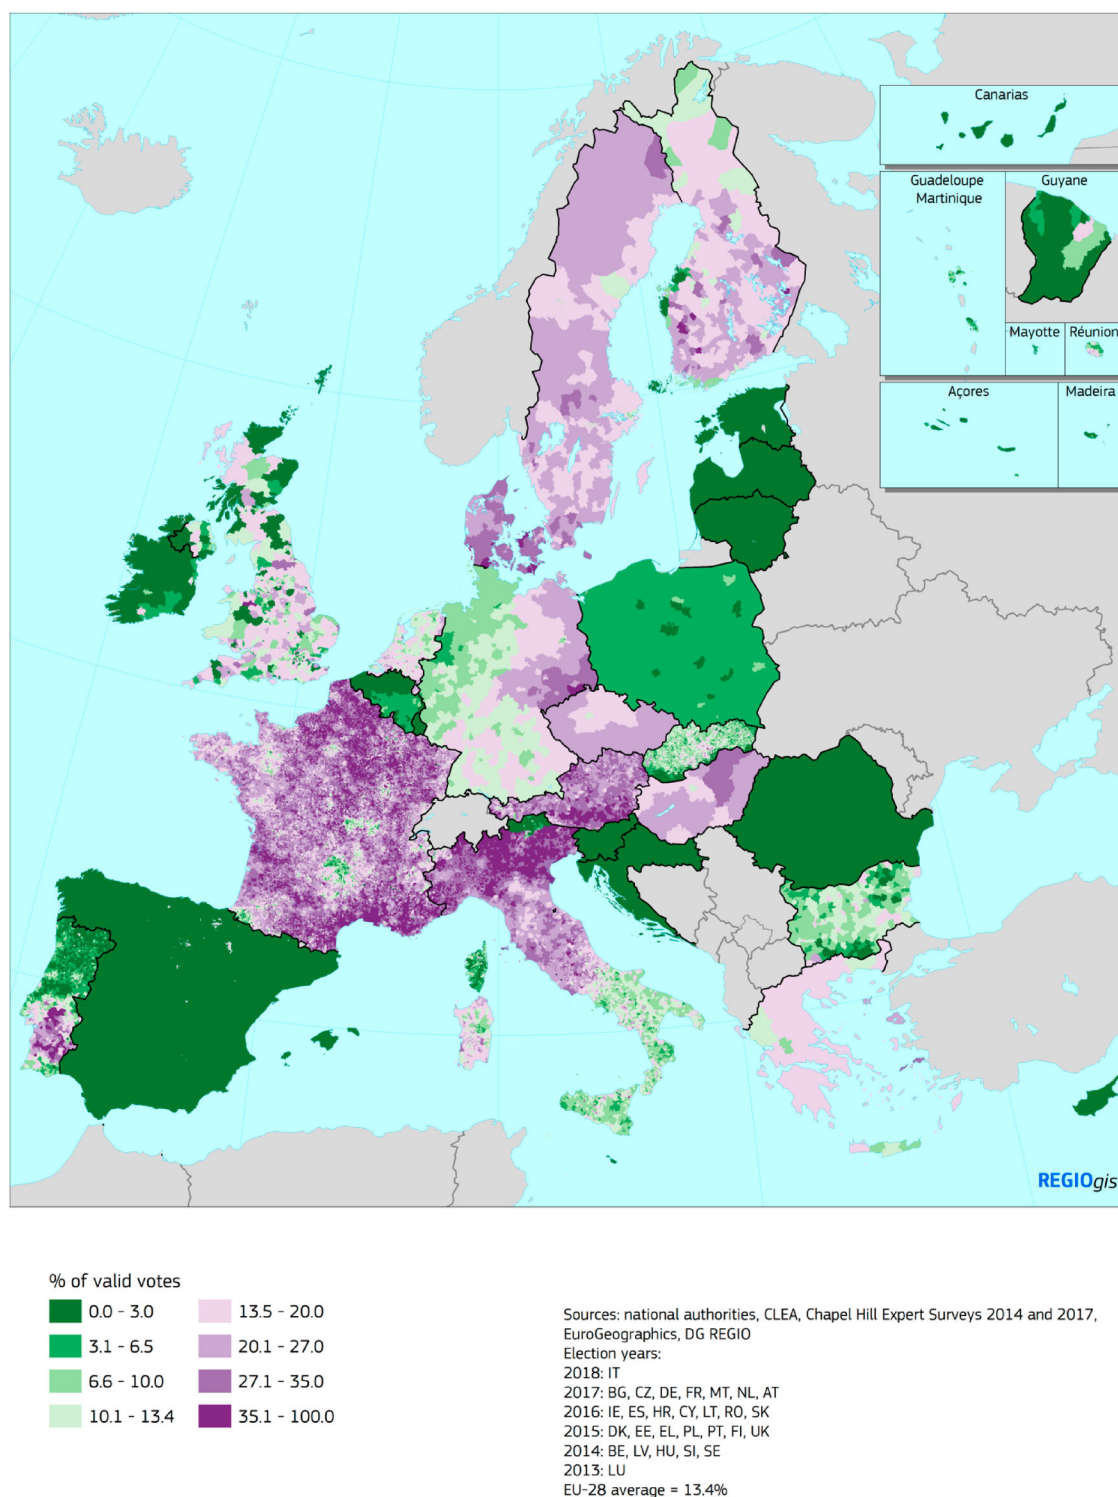 Canarias
Guadeloupe
Martinique
Guyane
Mayotte
Réunion
Açores
Madeira
REGIOgis
% of valid votes
0.0 - 3.0
3.1 - 6.5
6.6 - 10.0
10.1 - 13.4
13.5 - 20.0
20.1 - 27.0
27.1 - 35.0
35.1 - 100.0
Sources: national authorities, CLEA, Chapel Hill Expert Surveys 2014 and 2017,
EuroGeographics, DG REGIO
Election years:
2018: IT
2017: BG, CZ, DE, FR, MT, NL, AT
2016: IE, ES, HR, CY, LT, RO, SK
2015: DK, EE, EL, PL, PT, FI, UK
2014: BE, LV, HU, SI, SE
2013: LU
EU-28 average = 13.4%